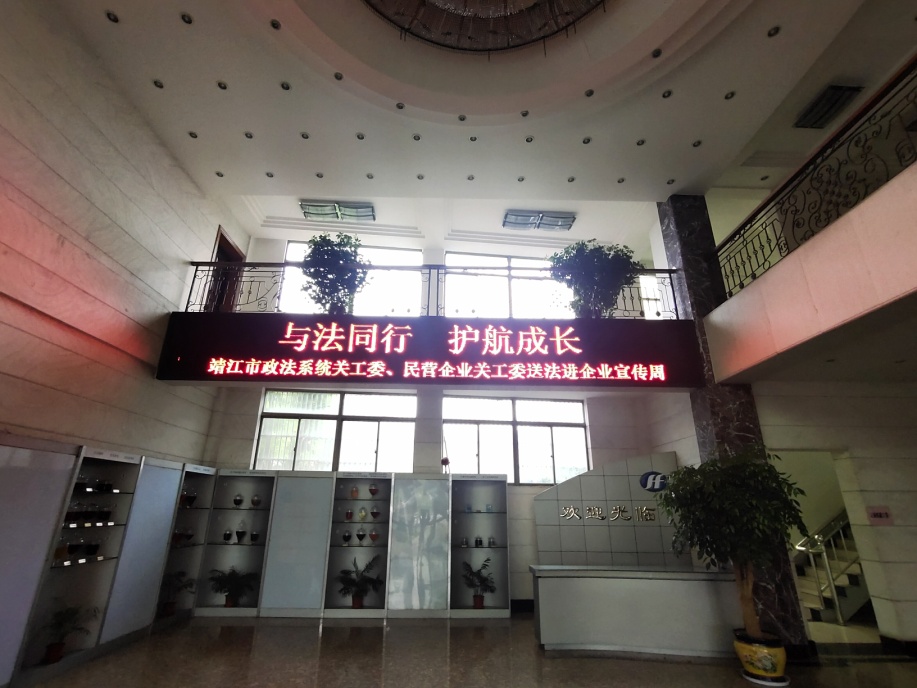 与法同行 护航成长
靖江市政法系统关工委、民营企业关工委送法进企业宣传周
欢迎光临